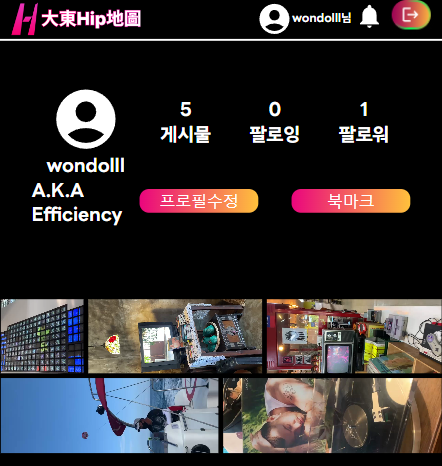 大東Hip地圖
wondolll님
5
0
1
게시물
팔로잉
팔로워
wondolll
A.K.A
Efficiency
프로필수정
북마크